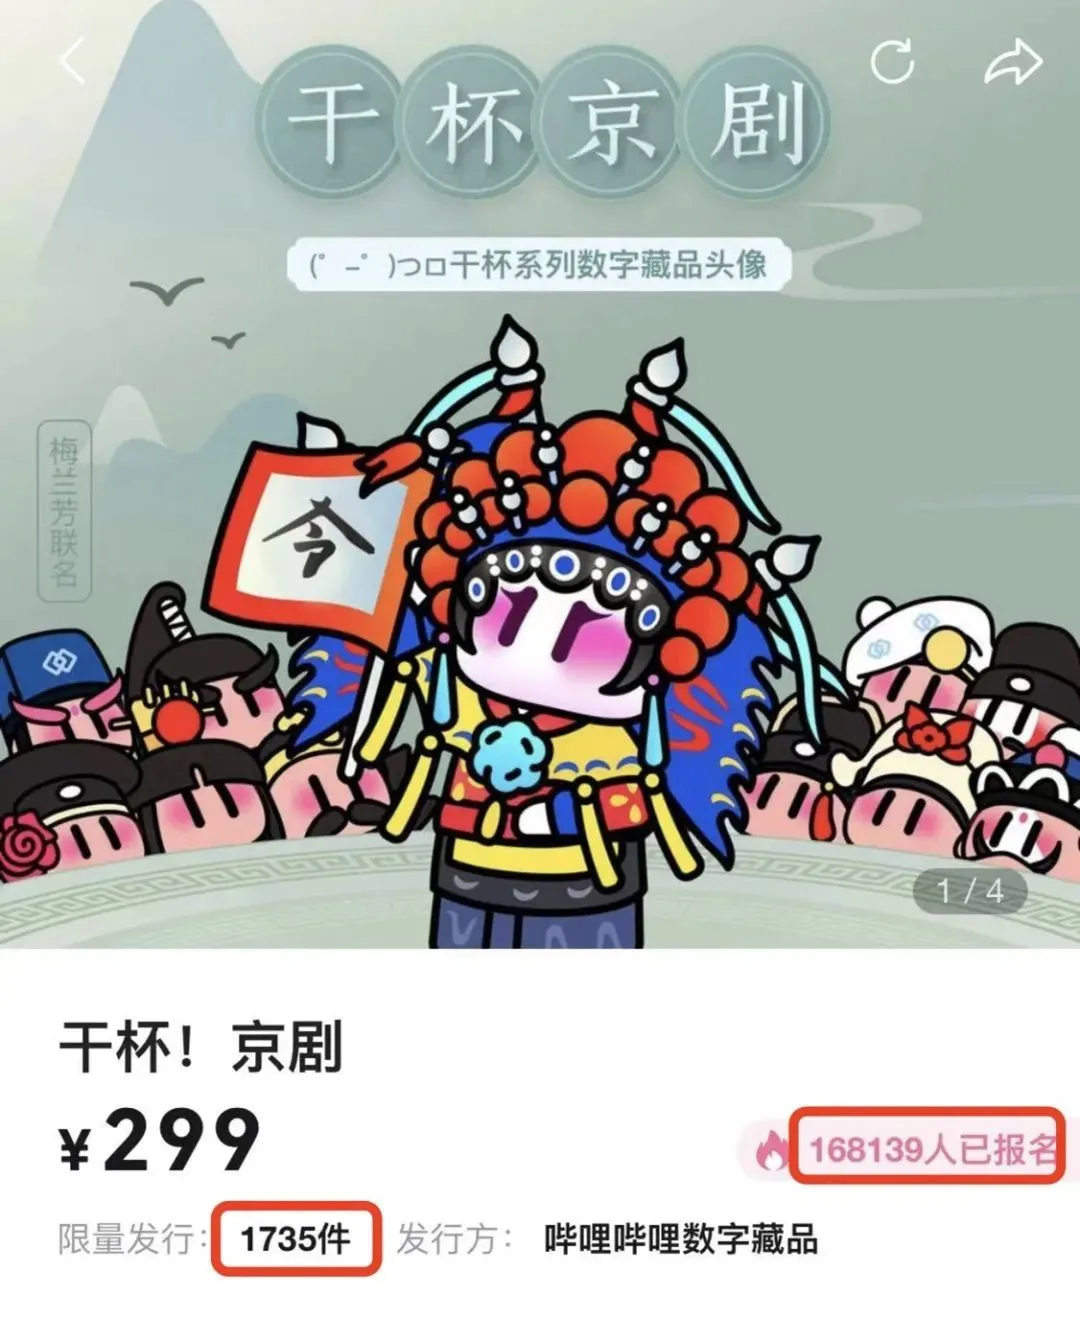 干杯京剧
(゜-゜)つロ干杯系列数字藏品头像
梅兰芳联名
令
1 / 4
干杯！京剧
¥299
168139人已报名
限量发行：1735件 发行方：哔哩哔哩数字藏品